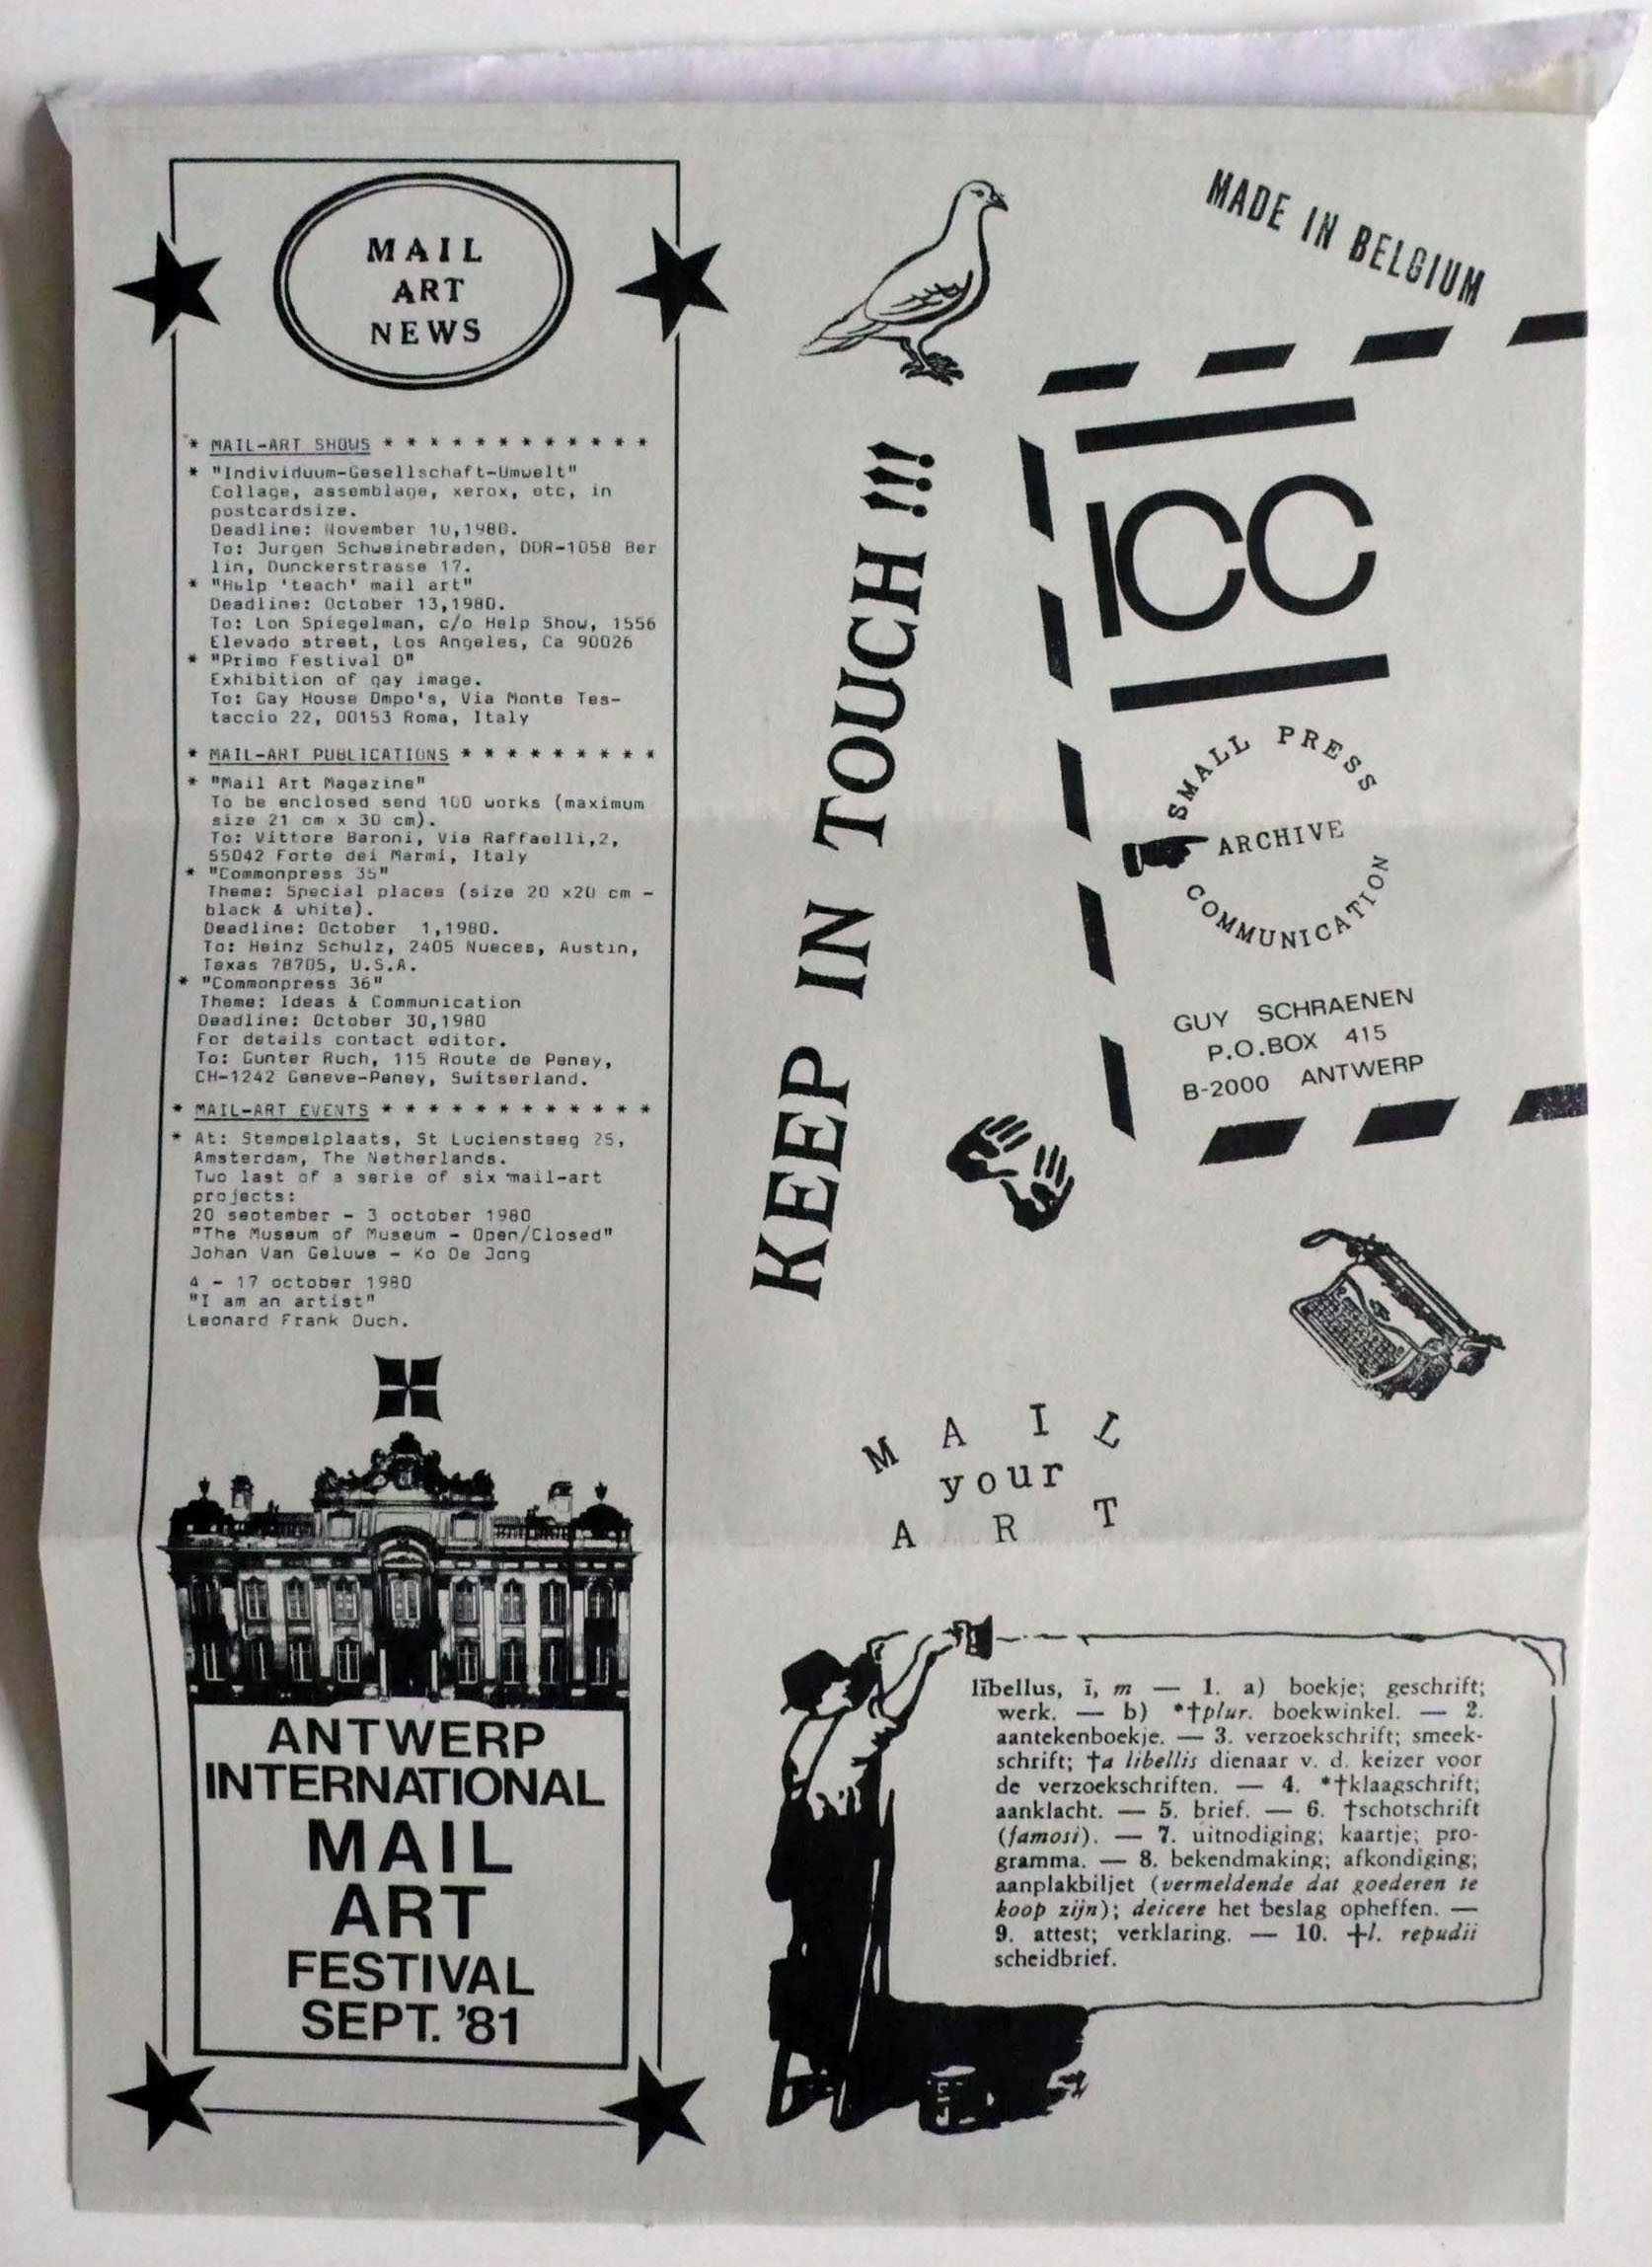 MAIL
ART
NEWS
* MAIL-ART SHOWS * * * * * * * * * * * *
* "Individuum-Gesellschaft-Umwelt"
Collage, assemblage, xerox, etc, in
postcardsize.
Deadline: November 10,1980.
To: Jurgen Schweinebraden, DDR-1058 Ber
lin, Dunckerstrasse 17.
* "Help 'teach' mail art"
Deadline: October 13,1980.
To: Lon Spiegelman, c/o Help Show, 1556
Elevado street, Los Angeles, Ca 90026
* "Primo Festival O"
Exhibition of gay image.
To: Gay House Ompo's, Via Monte Tes-
taccio 22, 00153 Roma, Italy
* MAIL-ART PUBLICATIONS * * * * * * * * *
* "Mail Art Magazine"
To be enclosed send 100 works (maximum
size 21 cm x 30 cm).
To: Vittore Baroni, Via Raffaelli,2,
55042 Forte dei Marmi, Italy
* "Commonpress 35"
Theme: Special places (size 20 x20 cm -
black & white).
Deadline: October 1,1980.
To: Heinz Schulz, 2405 Nueces, Austin,
Texas 78705, U.S.A.
* "Commonpress 36"
Theme: Ideas & Communication
Deadline: October 30,1980
For details contact editor.
To: Gunter Ruch, 115 Route de Peney,
CH-1242 Geneve-Peney, Switserland.
* MAIL-ART EVENTS * * * * * * * * * * * *
* At: Stempelplaats, St Luciensteeg 25,
Amsterdam, The Netherlands.
Two last of a serie of six mail-art
projects:
20 september - 3 october 1980
"The Museum of Museum - Open/Closed"
Johan Van Geluwe - Ko De Jong
4 - 17 october 1980
"I am an artist"
Leonard Frank Duch.
ANTWERP
INTERNATIONAL
MAIL
ART
FESTIVAL
SEPT. '81
KEEP IN TOUCH !!!
MADE IN BELGIUM
ICC
SMALL PRESS
ARCHIVE
COMMUNICATION
GUY SCHRAENEN
P.O.BOX 415
B-2000 ANTWERP
MAIL
your
ART
lībellus, ī, m — 1. a) boekje; geschrift;
werk. — b) *†plur. boekwinkel. — 2.
aantekenboekje. — 3. verzoekschrift; smeek-
schrift; †a libellis dienaar v. d. keizer voor
de verzoekschriften. — 4. *†klaagschrift;
aanklacht. — 5. brief. — 6. †schotschrift
(famosi). — 7. uitnodiging; kaartje; pro-
gramma. — 8. bekendmaking; afkondiging;
aanplakbiljet (vermeldende dat goederen te
koop zijn); deicere het beslag opheffen. —
9. attest; verklaring. — 10. ‡l. repudii
scheidbrief.